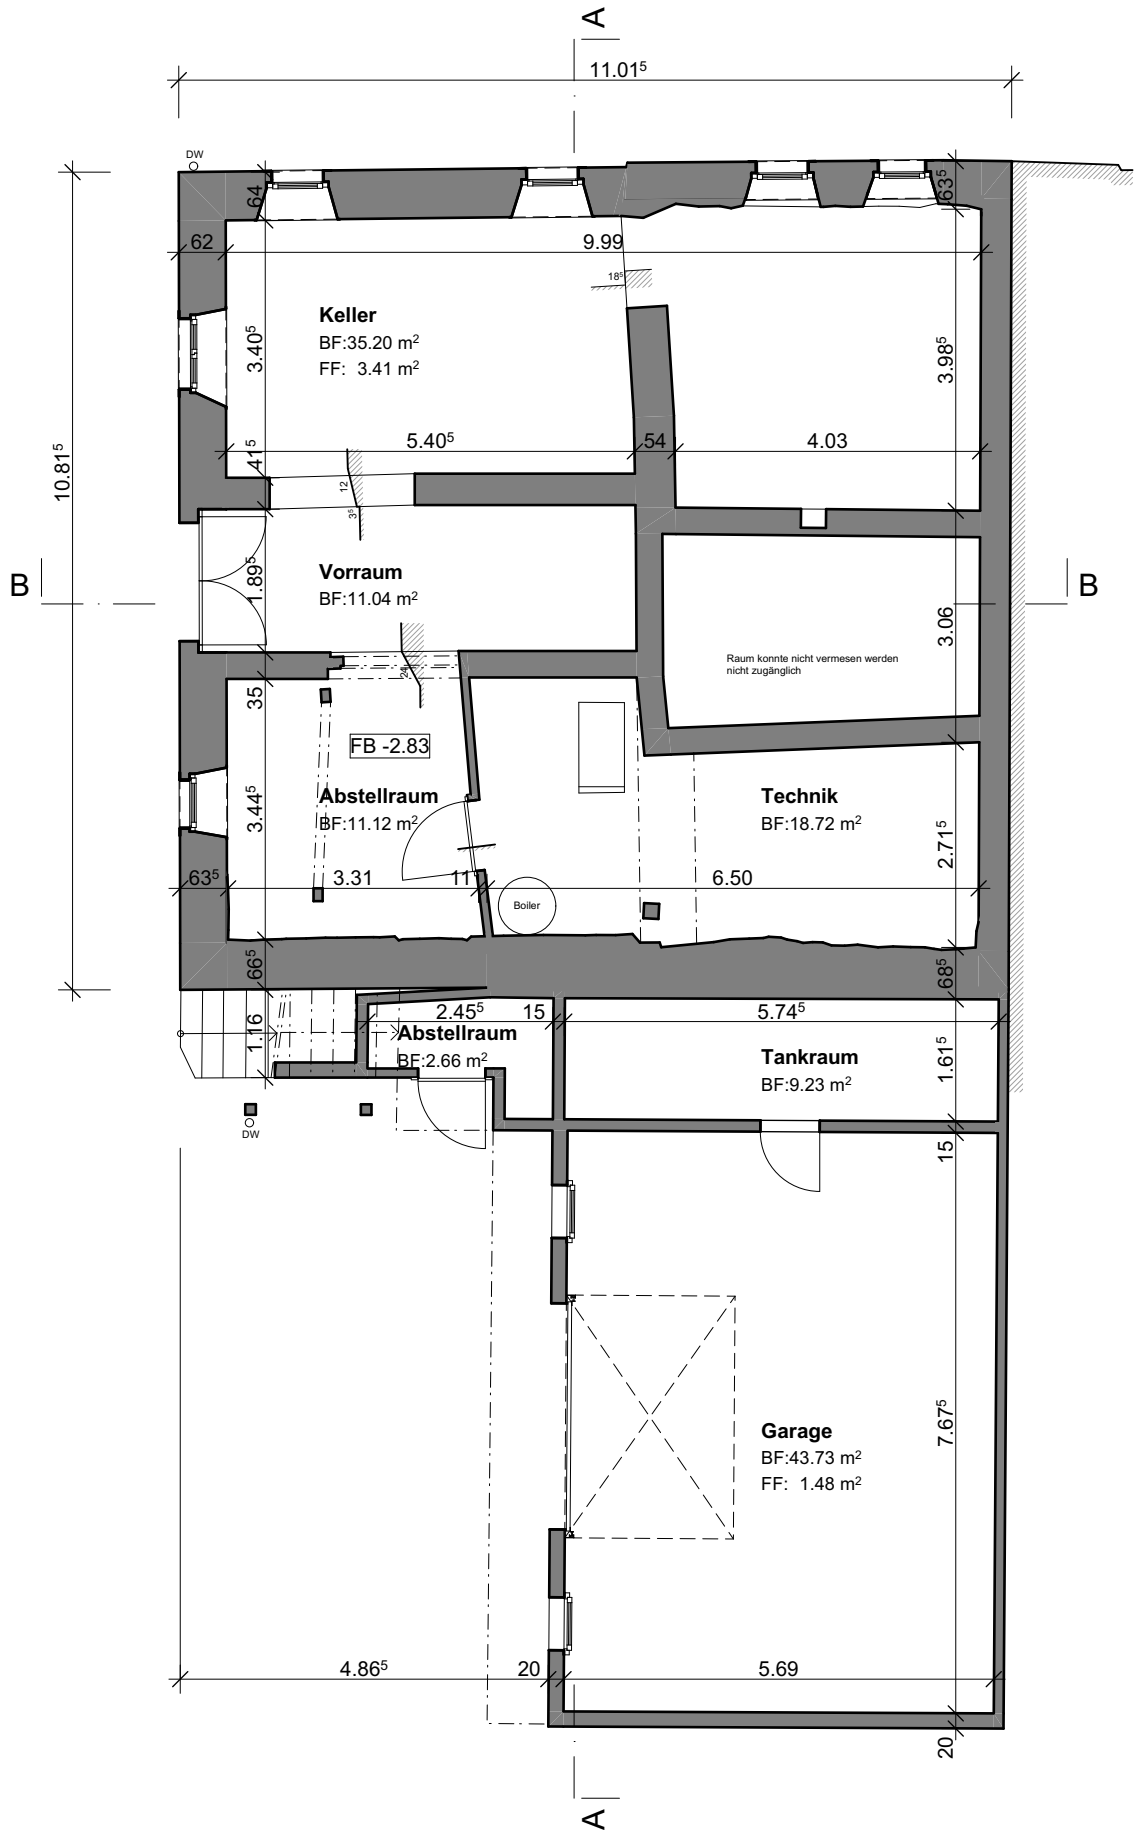 A
11.01⁵
DW
64
63⁵
62
9.99
18⁵
Keller
BF:35.20 m²
FF: 3.41 m²
3.40⁵
3.98⁵
10.81⁵
5.40⁵
54
4.03
41⁵
12
3⁵
Vorraum
BF:11.04 m²
1.89⁵
B
B
3.06
Raum konnte nicht vermesen werden
nicht zugänglich
24
35
FB -2.83
Abstellraum
BF:11.12 m²
3.44⁵
Technik
BF:18.72 m²
2.71⁵
63⁵
3.31
11
6.50
Boiler
66⁵
68⁵
2.45⁵
15
5.74⁵
1.16
Abstellraum
BF:2.66 m²
Tankraum
BF:9.23 m²
1.61⁵
DW
15
Garage
BF:43.73 m²
FF: 1.48 m²
7.67⁵
4.86⁵
20
5.69
20
A